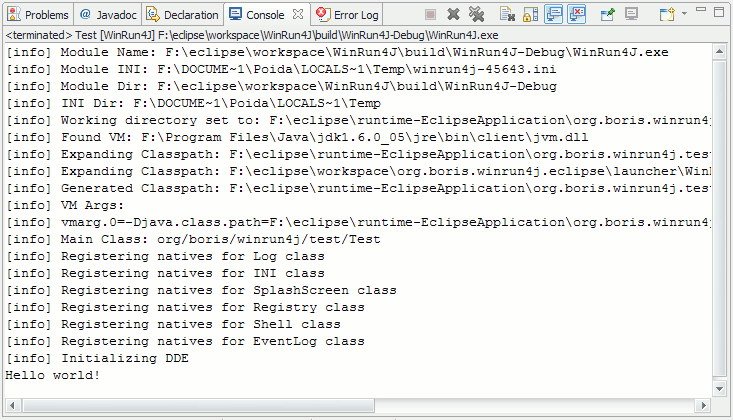 Problems @ Javadoc Declaration Console Error Log
<terminated> Test [WinRun4J] F:\eclipse\workspace\WinRun4J\build\WinRun4J-Debug\WinRun4J.exe
[info] Module Name: F:\eclipse\workspace\WinRun4J\build\WinRun4J-Debug\WinRun4J.exe
[info] Module INI: F:\DOCUME~1\Poida\LOCALS~1\Temp\winrun4j-45643.ini
[info] Module Dir: F:\eclipse\workspace\WinRun4J\build\WinRun4J-Debug
[info] INI Dir: F:\DOCUME~1\Poida\LOCALS~1\Temp
[info] Working directory set to: F:\eclipse\runtime-EclipseApplication\org.boris.winrun4j
[info] Found VM: F:\Program Files\Java\jdk1.6.0_05\jre\bin\client\jvm.dll
[info] Expanding Classpath: F:\eclipse\runtime-EclipseApplication\org.boris.winrun4j.test
[info] Expanding Classpath: F:\eclipse\workspace\org.boris.winrun4j.eclipse\launcher\WinR
[info] Generated Classpath: F:\eclipse\runtime-EclipseApplication\org.boris.winrun4j.test
[info] VM Args:
[info] vmarg.0=-Djava.class.path=F:\eclipse\runtime-EclipseApplication\org.boris.winrun4j
[info] Main Class: org/boris/winrun4j/test/Test
[info] Registering natives for Log class
[info] Registering natives for INI class
[info] Registering natives for SplashScreen class
[info] Registering natives for Registry class
[info] Registering natives for Shell class
[info] Registering natives for EventLog class
[info] Initializing DDE
Hello world!